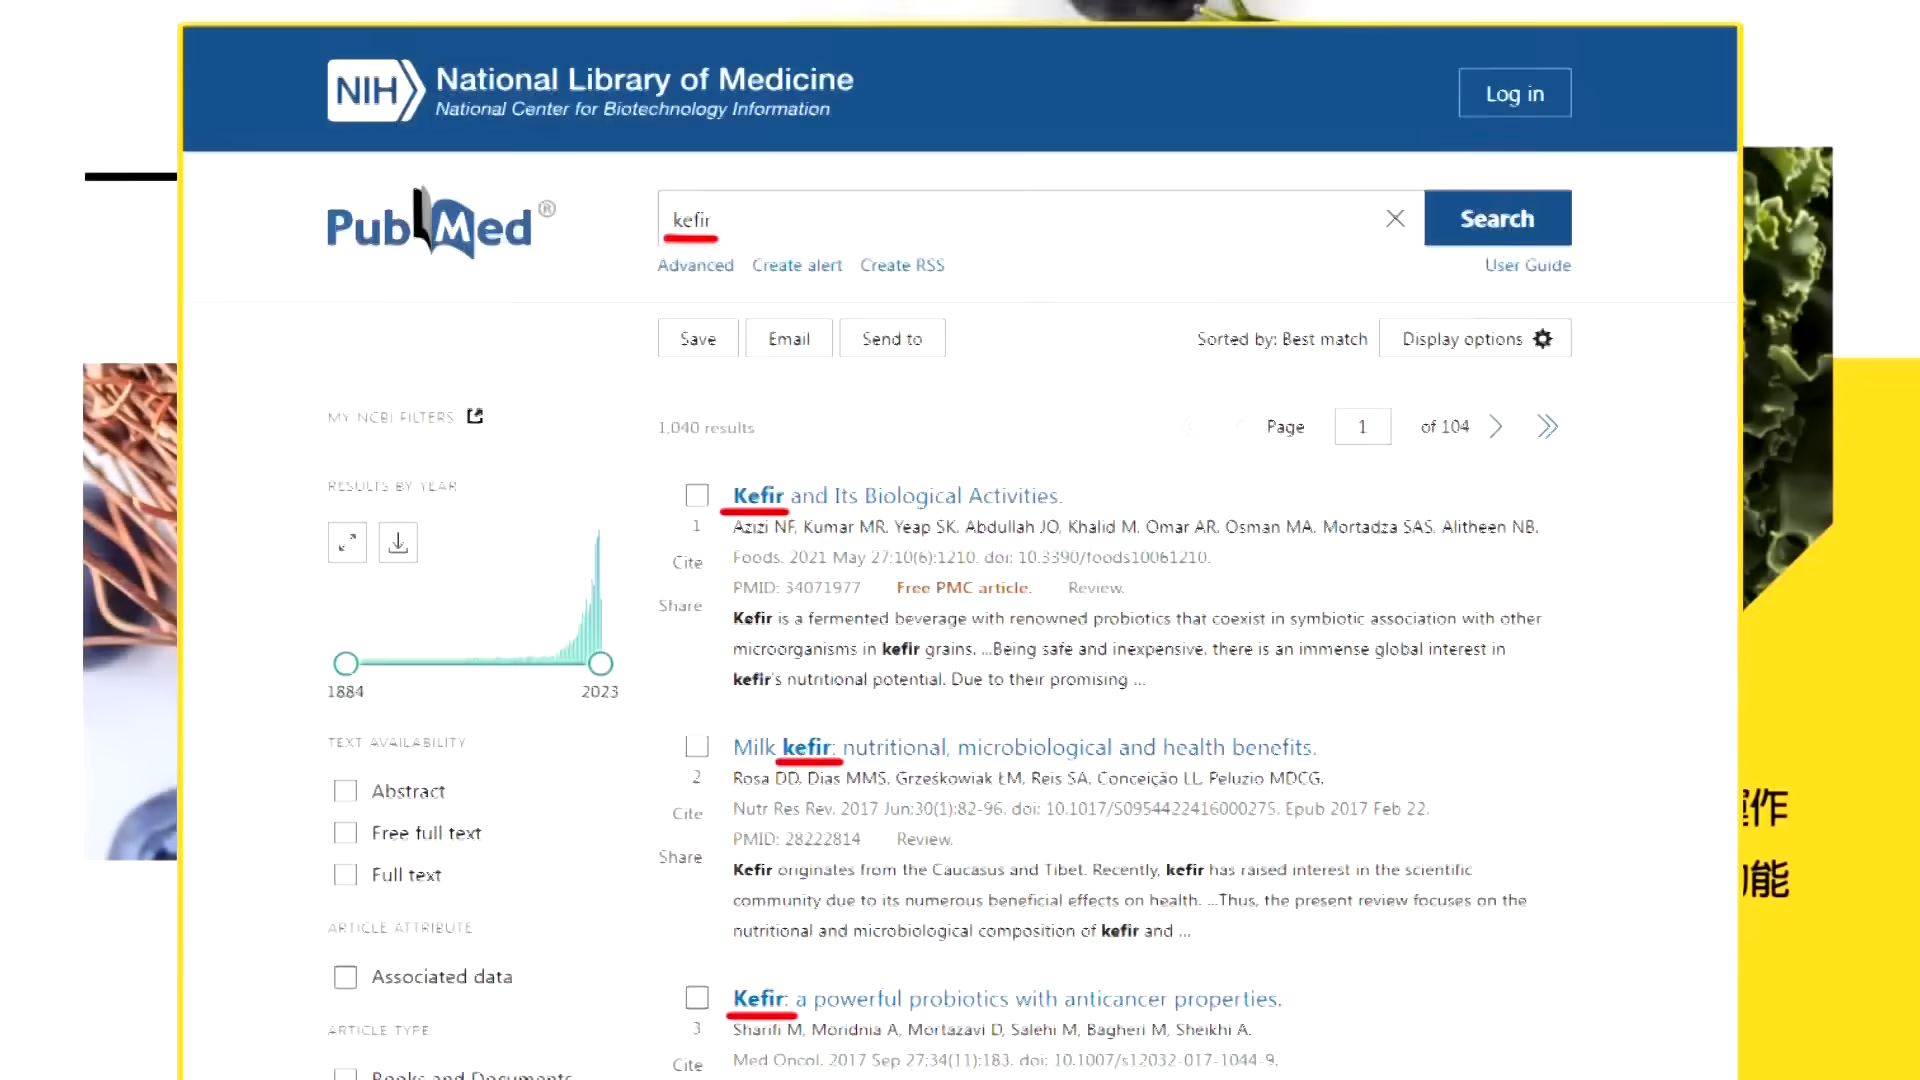 NIH National Library of Medicine
National Center for Biotechnology Information
Log in
PubMed®
kefir
Search
Advanced Create alert Create RSS
User Guide
Save Email Send to
Sorted by: Best match Display options
MY NCBI FILTERS
1,040 results
Page 1 of 104
RESULTS BY YEAR
1884 2023
TEXT AVAILABILITY
Abstract
Free full text
Full text
ARTICLE ATTRIBUTE
Associated data
ARTICLE TYPE
Books and Documents
Kefir and Its Biological Activities.
1
Cite
Share
Azizi NF, Kumar MR, Yeap SK, Abdullah JO, Khalid M, Omar AR, Osman MA, Mortadza SAS, Alitheen NB.
Foods. 2021 May 27;10(6):1210. doi: 10.3390/foods10061210.
PMID: 34071977 Free PMC article. Review.
Kefir is a fermented beverage with renowned probiotics that coexist in symbiotic association with other
microorganisms in kefir grains. ...Being safe and inexpensive, there is an immense global interest in
kefir's nutritional potential. Due to their promising ...
Milk kefir: nutritional, microbiological and health benefits.
2
Cite
Share
Rosa DD, Dias MMS, Grześkowiak ŁM, Reis SA, Conceição LL, Peluzio MDCG.
Nutr Res Rev. 2017 Jun;30(1):82-96. doi: 10.1017/S0954422416000275. Epub 2017 Feb 22.
PMID: 28222814 Review.
Kefir originates from the Caucasus and Tibet. Recently, kefir has raised interest in the scientific
community due to its numerous beneficial effects on health. ...Thus, the present review focuses on the
nutritional and microbiological composition of kefir and ...
Kefir: a powerful probiotics with anticancer properties.
3
Cite
Sharifi M, Moridnia A, Mortazavi D, Salehi M, Bagheri M, Sheikhi A.
Med Oncol. 2017 Sep 27;34(11):183. doi: 10.1007/s12032-017-1044-9.
作
能